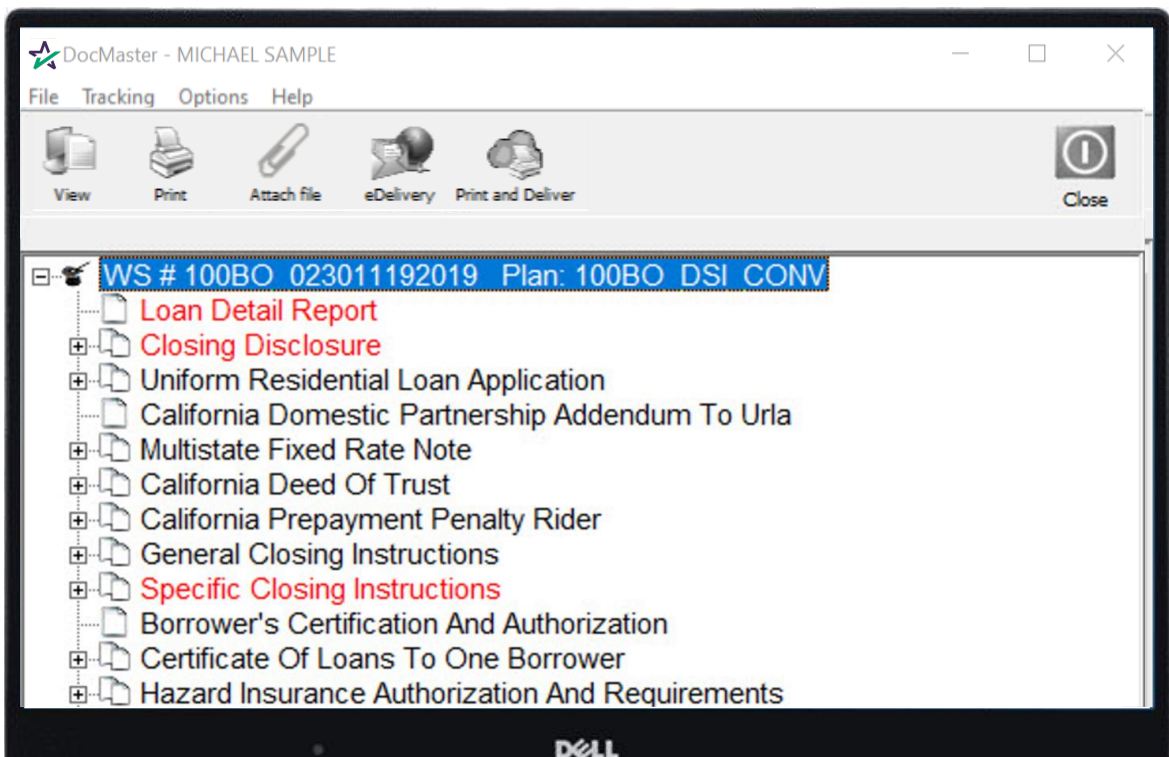 DocMaster - MICHAEL SAMPLE
File Tracking Options Help
View Print Attach file eDelivery Print and Deliver Close
WS # 100BO 023011192019 Plan: 100BO DSI CONV
Loan Detail Report
Closing Disclosure
Uniform Residential Loan Application
California Domestic Partnership Addendum To Urla
Multistate Fixed Rate Note
California Deed Of Trust
California Prepayment Penalty Rider
General Closing Instructions
Specific Closing Instructions
Borrower's Certification And Authorization
Certificate Of Loans To One Borrower
Hazard Insurance Authorization And Requirements
DELL